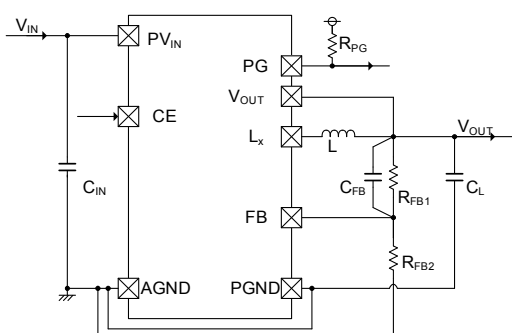 V_IN
PV_IN
PG
R_PG
V_OUT
CE
L_x
L
V_OUT
C_IN
C_FB
R_FB1
C_L
FB
R_FB2
AGND
PGND